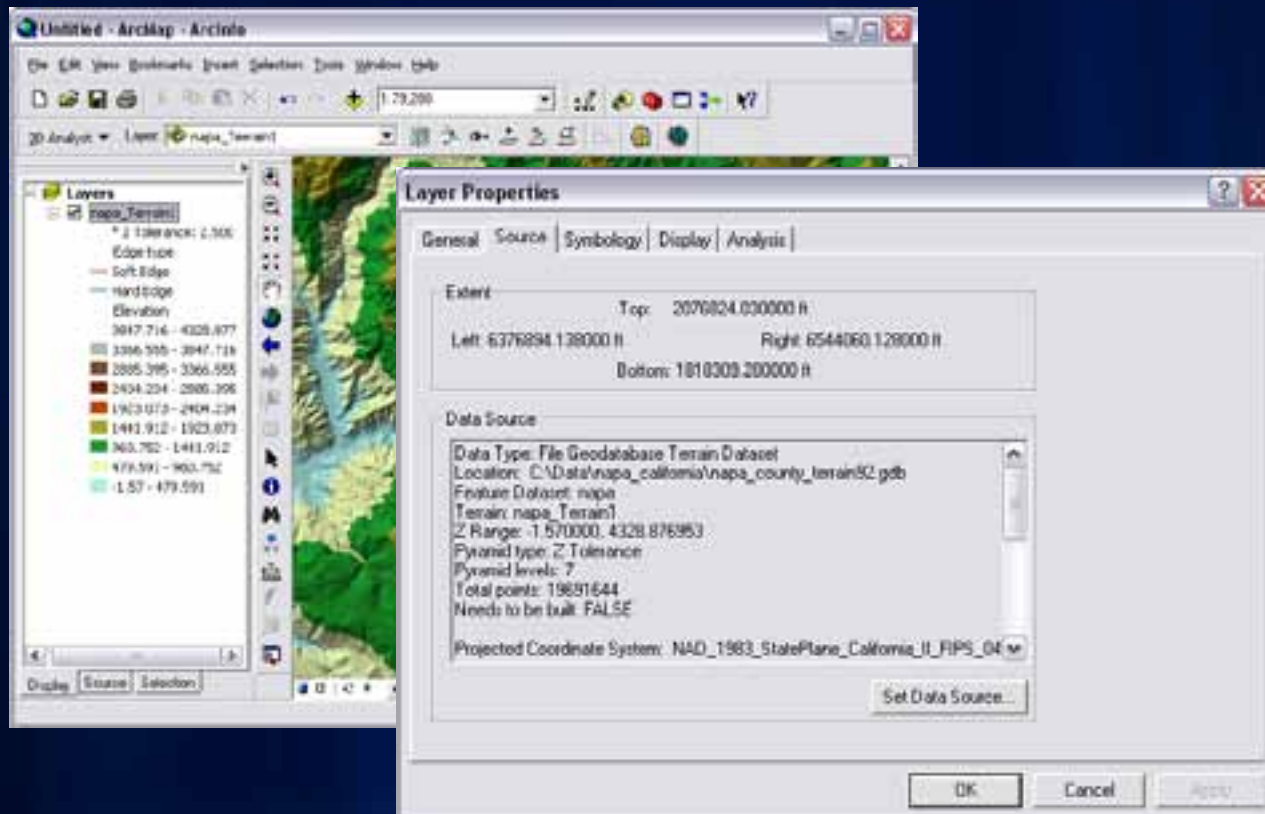 Untitled - ArcMap - ArcInfo
File Edit View Bookmarks Insert Selection Tools Window Help
1:79,200
3D Analyst Layer: napa_Terrain1
Layers
napa_Terrain1
* Z Tolerance: 2.500
Edge type
Soft Edge
Hard Edge
Elevation
3847.716 - 4328.877
3366.555 - 3847.716
2885.395 - 3366.555
1923.073 - 2404.234
1441.912 - 1923.073
960.752 - 1441.912
479.591 - 960.752
-1.57 - 479.591
Display Source Selection
Layer Properties
General Source Symbology Display Analysis
Extent
Top: 2076824.030000 ft
Left: 6376894.138000 ft Right: 6544060.128000 ft
Bottom: 1810309.200000 ft
Data Source
Data Type: File Geodatabase Terrain Dataset
Location: C:\Data\napa_california\napa_county_terrain92.gdb
Feature Dataset: napa
Terrain: napa_Terrain1
Z Range: -1.570000, 4328.876953
Pyramid type: Z Tolerance
Pyramid levels: 7
Total points: 19691644
Needs to be built: FALSE
Projected Coordinate System: NAD_1983_StatePlane_California_II_FIPS_04
Set Data Source...
OK Cancel Apply